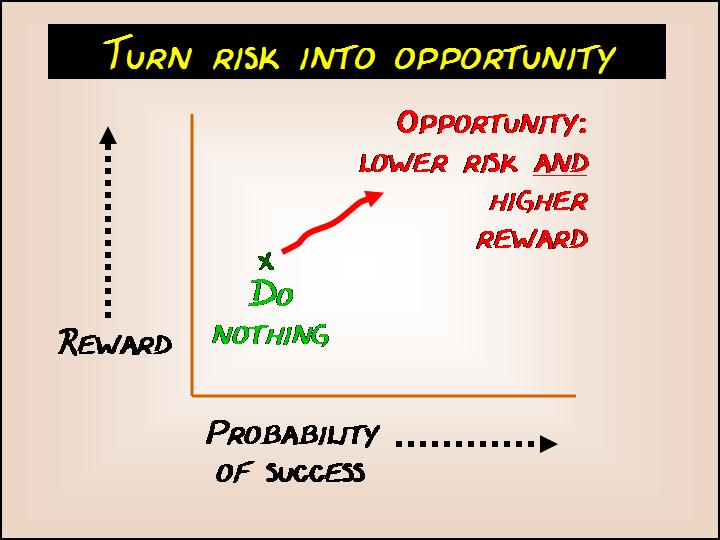 Turn risk into opportunity
Opportunity:
lower risk and
higher
reward
x
Do
nothing
Reward
Probability
of success